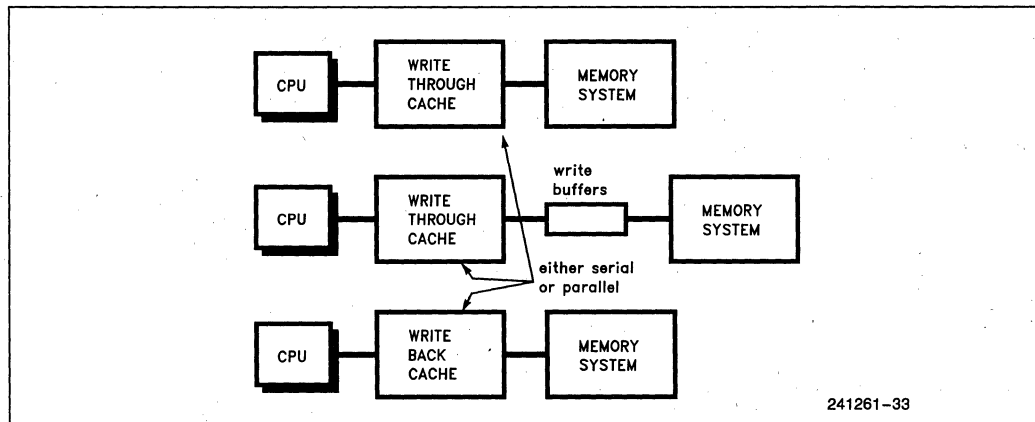 CPU
WRITE
THROUGH
CACHE
MEMORY
SYSTEM
CPU
WRITE
THROUGH
CACHE
write
buffers
MEMORY
SYSTEM
either serial
or parallel
CPU
WRITE
BACK
CACHE
MEMORY
SYSTEM
241261-33